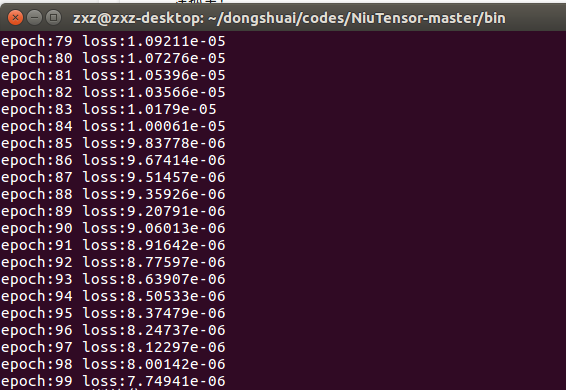 zxz@zxz-desktop: ~/dongshuai/codes/NiuTensor-master/bin
epoch:79 loss:1.09211e-05
epoch:80 loss:1.07276e-05
epoch:81 loss:1.05396e-05
epoch:82 loss:1.03566e-05
epoch:83 loss:1.0179e-05
epoch:84 loss:1.00061e-05
epoch:85 loss:9.83778e-06
epoch:86 loss:9.67414e-06
epoch:87 loss:9.51457e-06
epoch:88 loss:9.35926e-06
epoch:89 loss:9.20791e-06
epoch:90 loss:9.06013e-06
epoch:91 loss:8.91642e-06
epoch:92 loss:8.77597e-06
epoch:93 loss:8.63907e-06
epoch:94 loss:8.50533e-06
epoch:95 loss:8.37479e-06
epoch:96 loss:8.24737e-06
epoch:97 loss:8.12297e-06
epoch:98 loss:8.00142e-06
epoch:99 loss:7.74941e-06